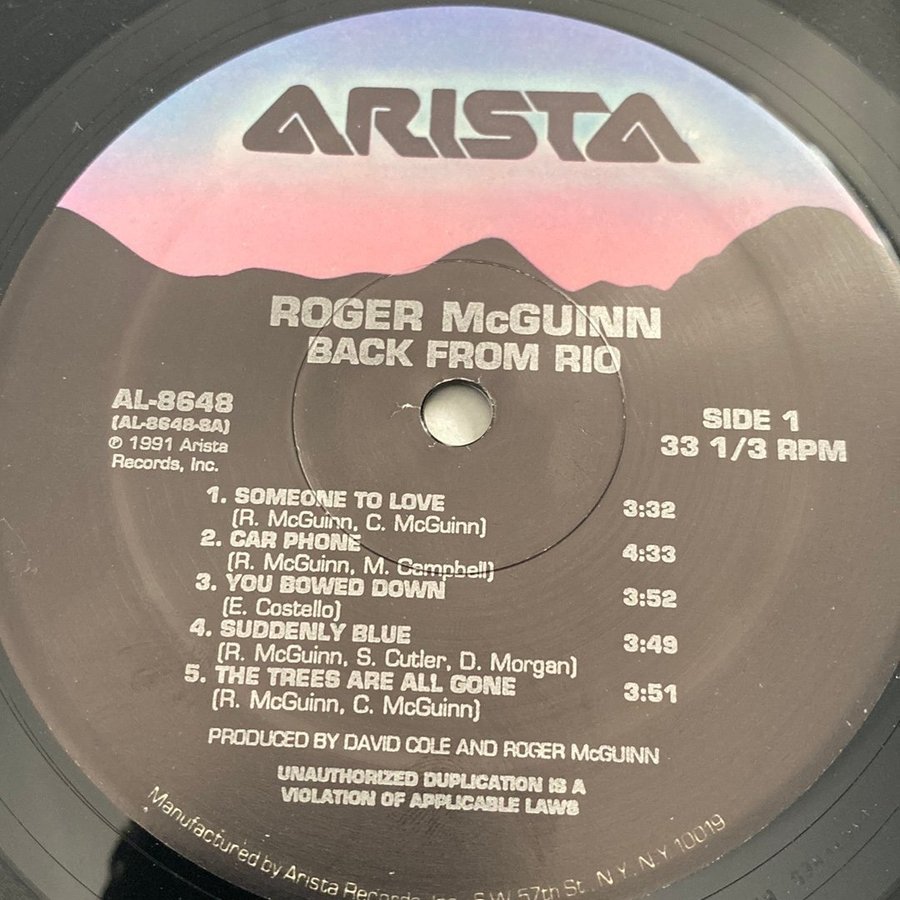 ARISTA
ROGER McGUINN
BACK FROM RIO
AL-8648
(AL-8648-SA)
℗ 1991 Arista
Records, Inc.
SIDE 1
33 1/3 RPM
1. SOMEONE TO LOVE 3:32
(R. McGuinn, C. McGuinn)
2. CAR PHONE 4:33
(R. McGuinn, M. Campbell)
3. YOU BOWED DOWN 3:52
(E. Costello)
4. SUDDENLY BLUE 3:49
(R. McGuinn, S. Cutler, D. Morgan)
5. THE TREES ARE ALL GONE 3:51
(R. McGuinn, C. McGuinn)
PRODUCED BY DAVID COLE AND ROGER McGUINN
UNAUTHORIZED DUPLICATION IS A
VIOLATION OF APPLICABLE LAWS
Manufactured by Arista Records, Inc., W. 57th St., N.Y., N.Y. 10019